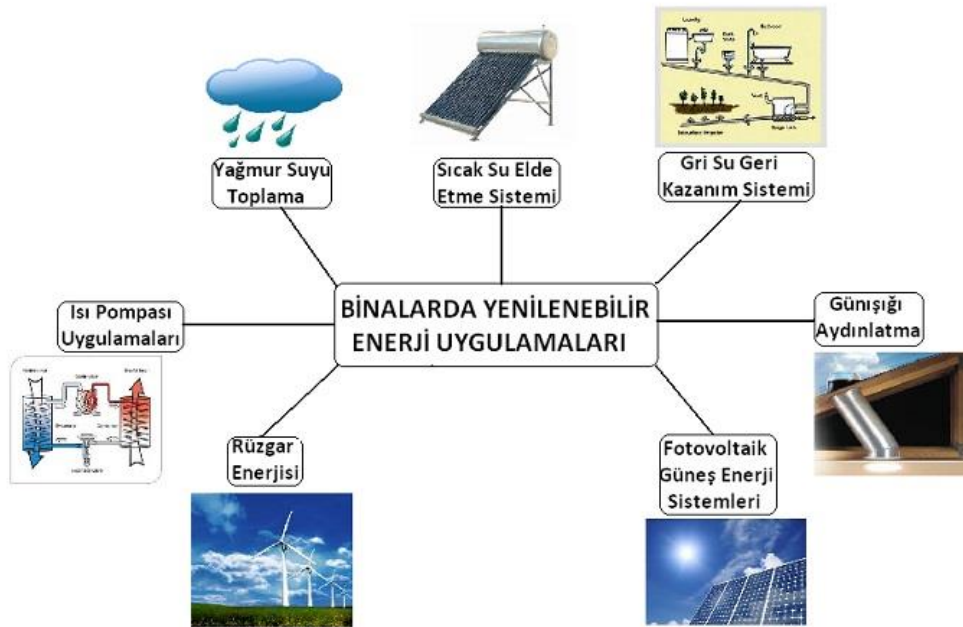 Yağmur Suyu
Toplama
Sıcak Su Elde
Etme Sistemi
Gri Su Geri
Kazanım Sistemi
Isı Pompası
Uygulamaları
BİNALARDA YENİLENEBİLİR
ENERJİ UYGULAMALARI
Günışığı
Aydınlatma
Rüzgar
Enerjisi
Fotovoltaik
Güneş Enerji
Sistemleri